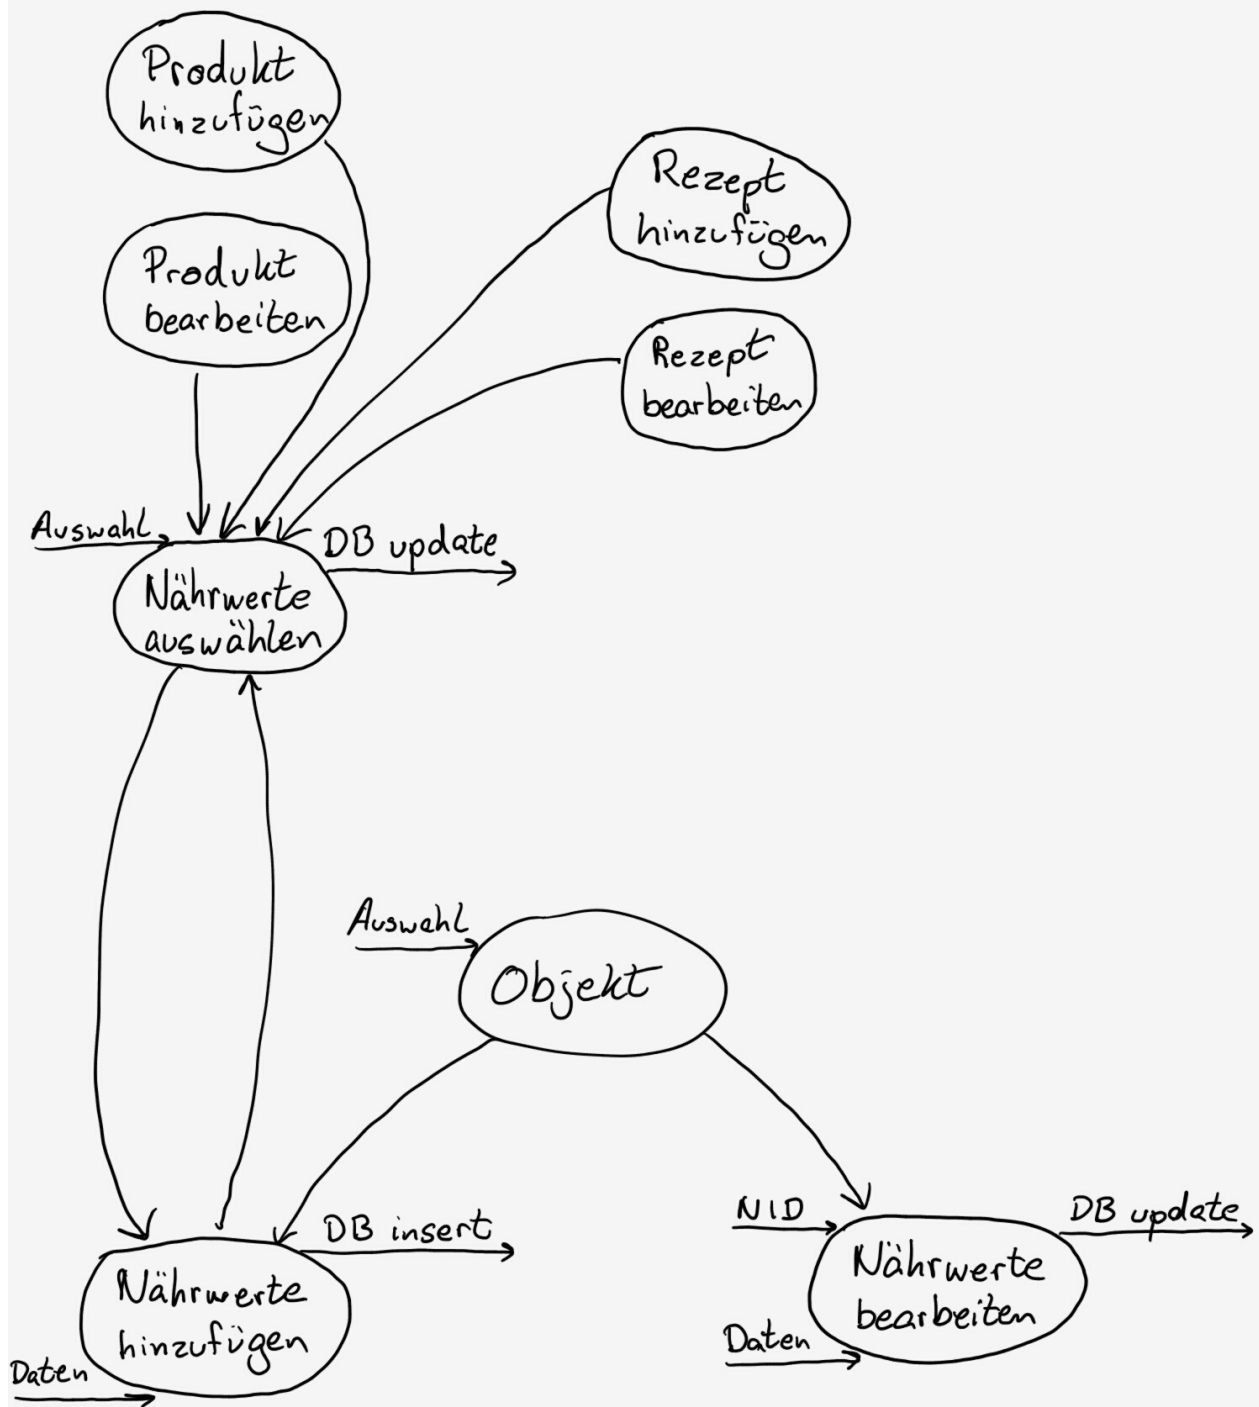 Produkt
hinzufügen
Produkt
bearbeiten
Rezept
hinzufügen
Rezept
bearbeiten
Auswahl
DB update
Nährwerte
auswählen
Auswahl
Objekt
DB insert
Nährwerte
hinzufügen
Daten
NID
DB update
Nährwerte
bearbeiten
Daten